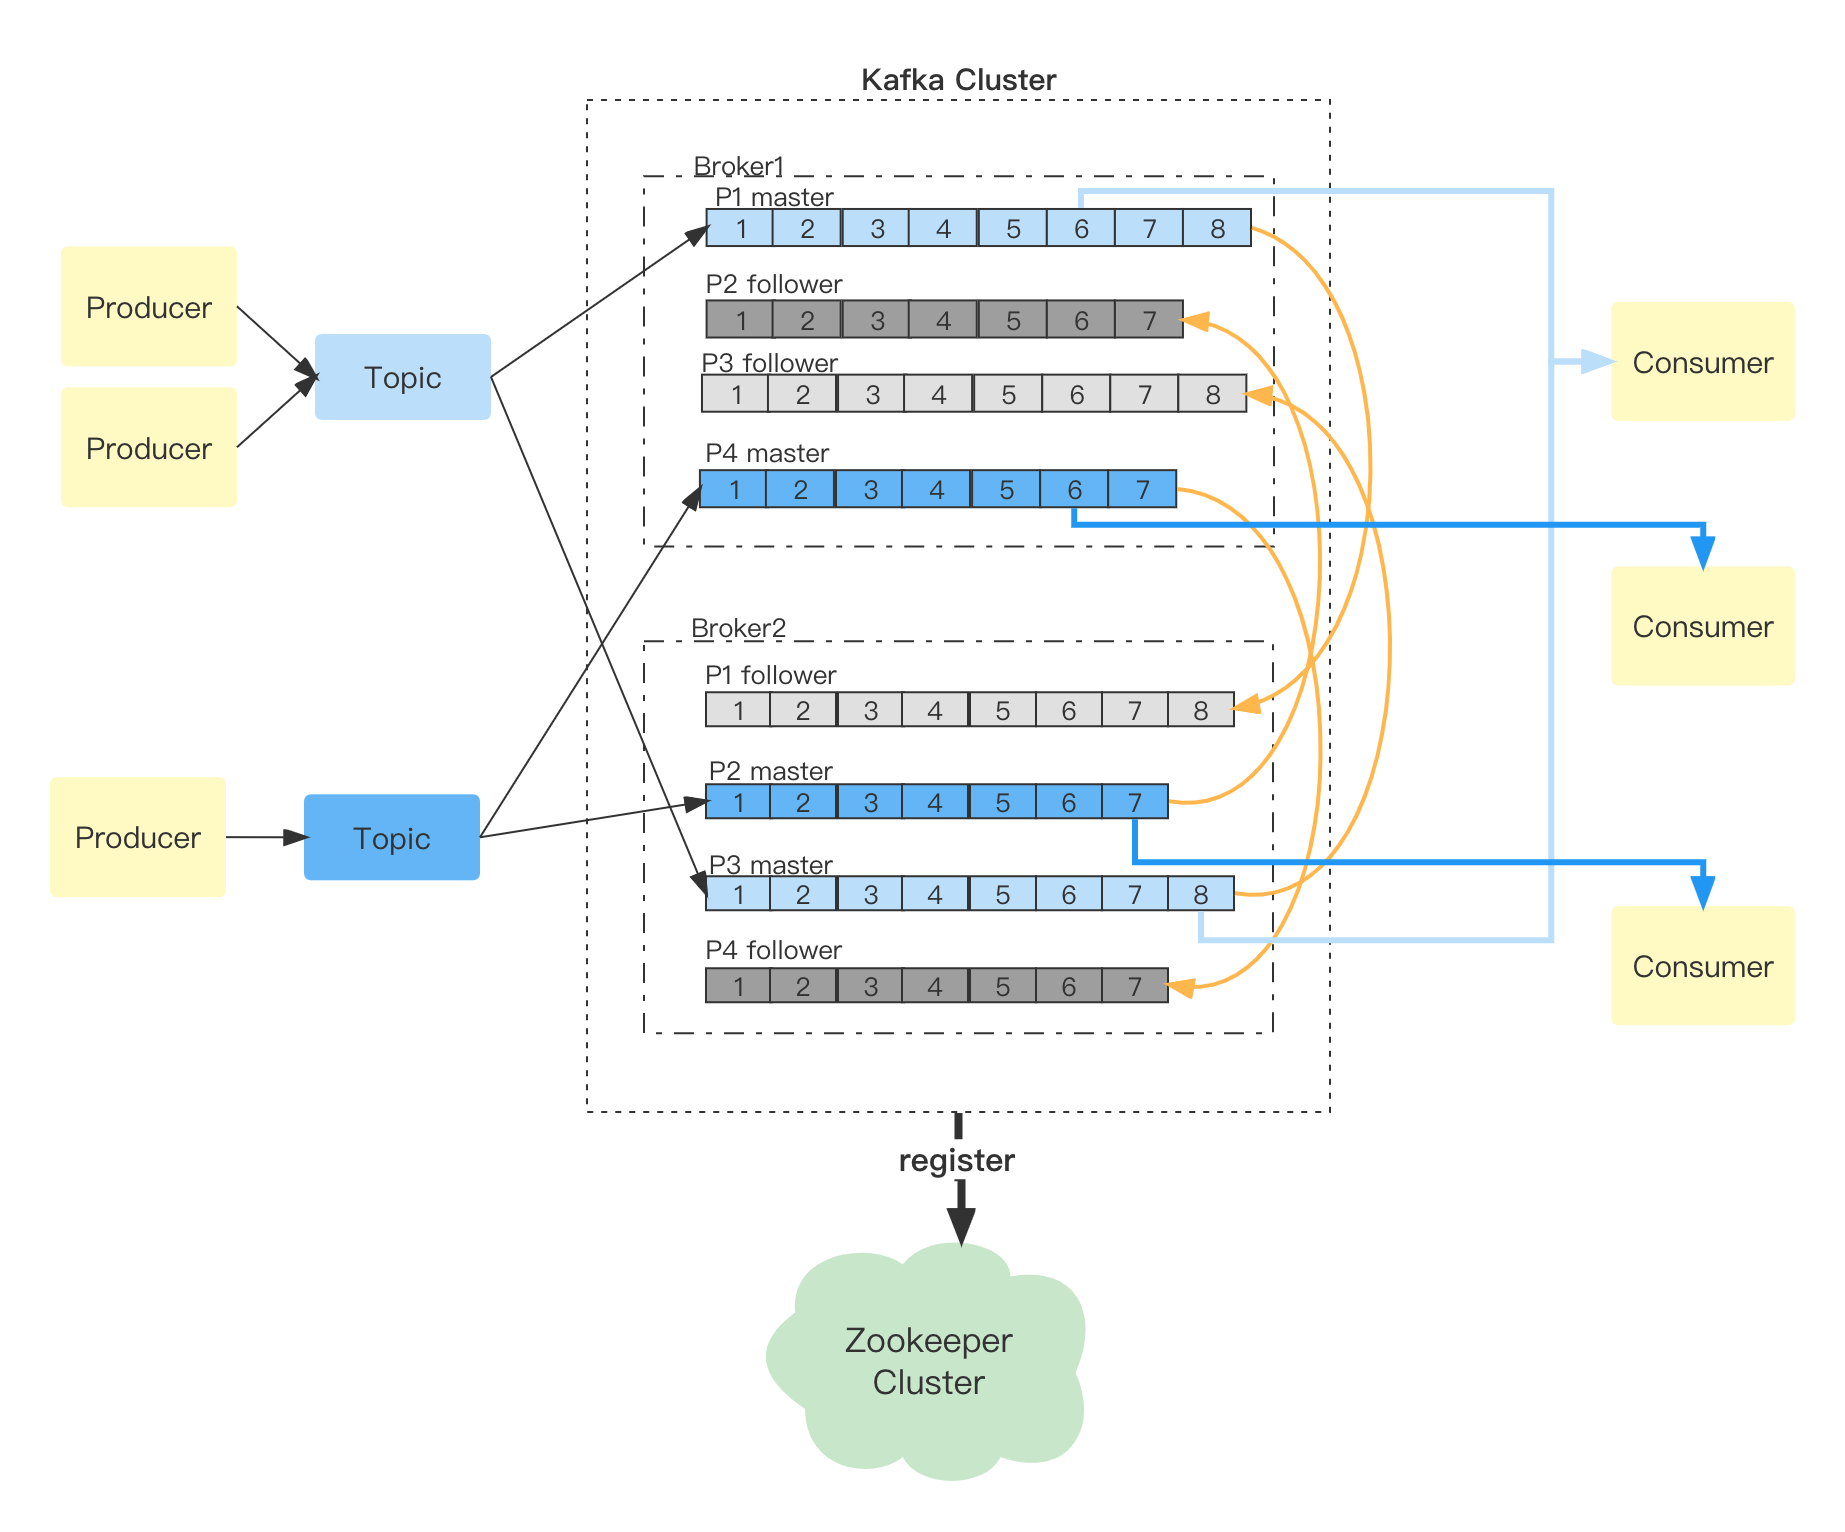 Kafka Cluster
Broker1
P1 master
1 2 3 4 5 6 7 8
P2 follower
1 2 3 4 5 6 7
P3 follower
1 2 3 4 5 6 7 8
P4 master
1 2 3 4 5 6 7
Producer
Producer
Topic
Consumer
Consumer
Broker2
P1 follower
1 2 3 4 5 6 7 8
P2 master
1 2 3 4 5 6 7
P3 master
1 2 3 4 5 6 7 8
P4 follower
1 2 3 4 5 6 7
Producer
Topic
Consumer
register
Zookeeper
Cluster